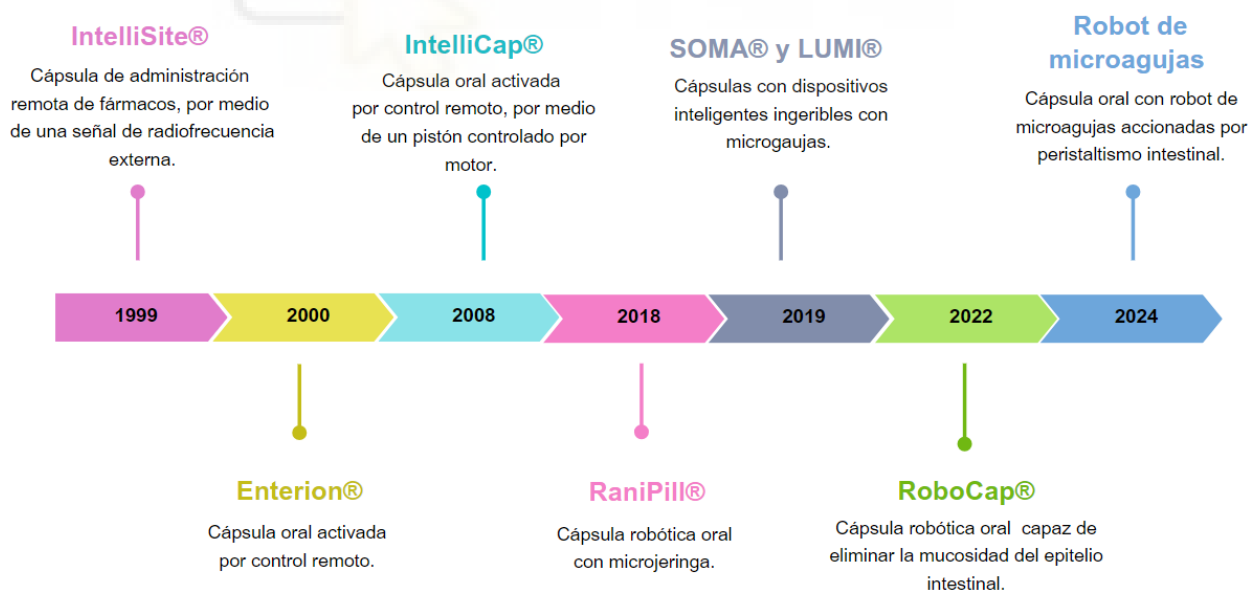 IntelliSite®
Cápsula de administración
remota de fármacos, por medio
de una señal de radiofrecuencia
externa.
IntelliCap®
Cápsula oral activada
por control remoto, por medio
de un pistón controlado por
motor.
SOMA® y LUMI®
Cápsulas con dispositivos
inteligentes ingeribles con
microgaujas.
Robot de
microagujas
Cápsula oral con robot de
microagujas accionadas por
peristaltismo intestinal.
1999
2000
2008
2018
2019
2022
2024
Enterion®
Cápsula oral activada
por control remoto.
RaniPill®
Cápsula robótica oral
con microjeringa.
RoboCap®
Cápsula robótica oral capaz de
eliminar la mucosidad del epitelio
intestinal.